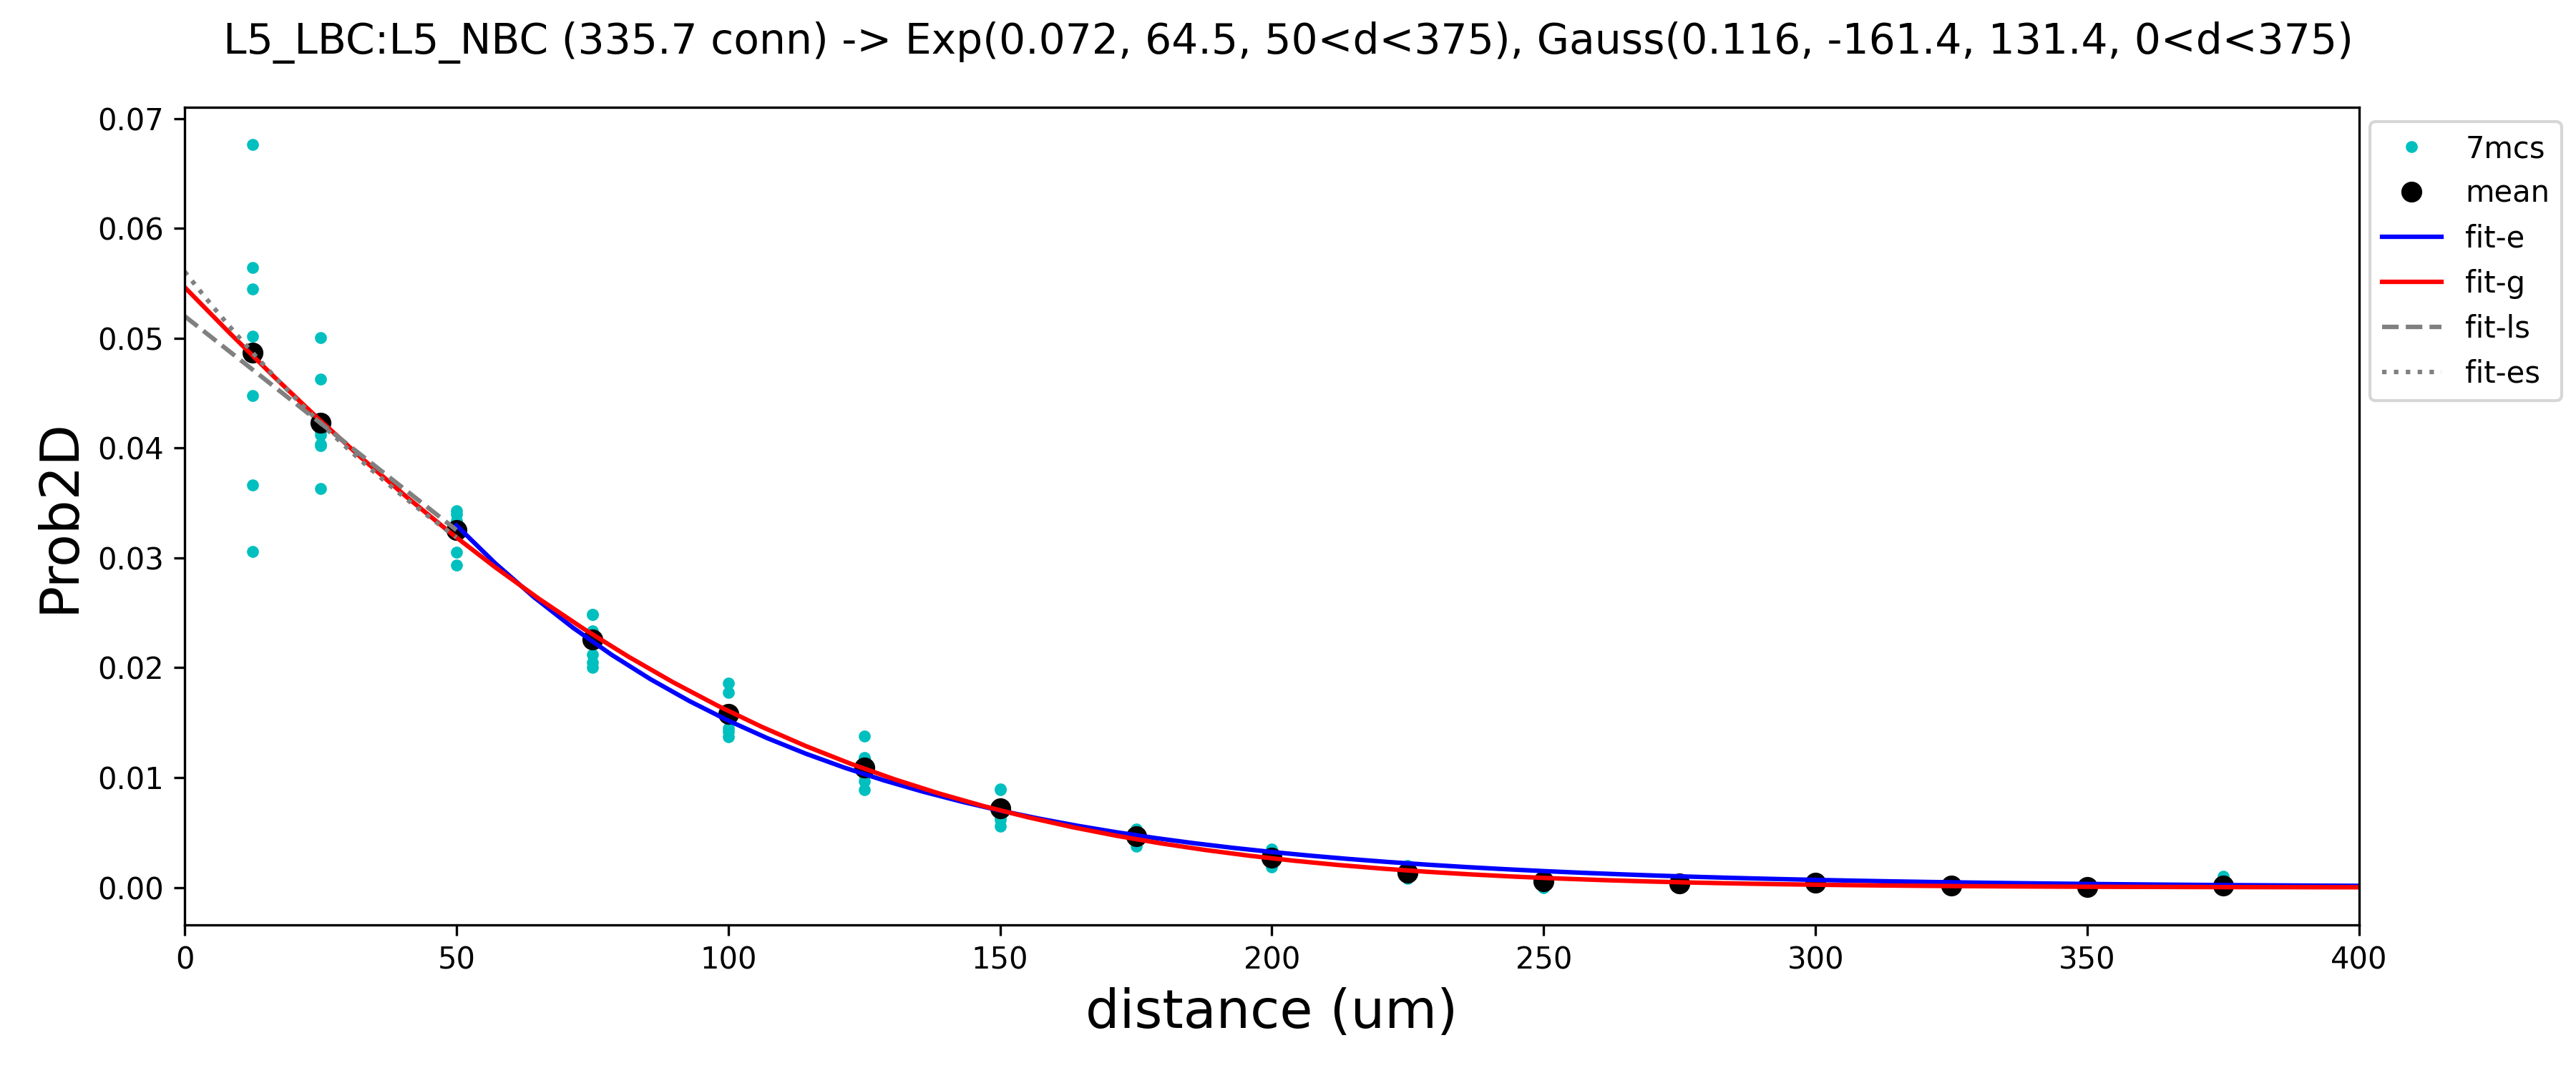 L5_LBC:L5_NBC (335.7 conn) -> Exp(0.072, 64.5, 50<d<375), Gauss(0.116, -161.4, 131.4, 0<d<375)
Prob2D
0.07
0.06
0.05
0.04
0.03
0.02
0.01
0.00
0 50 100 150 200 250 300 350 400
distance (um)
7mcs
mean
fit-e
fit-g
fit-ls
fit-es